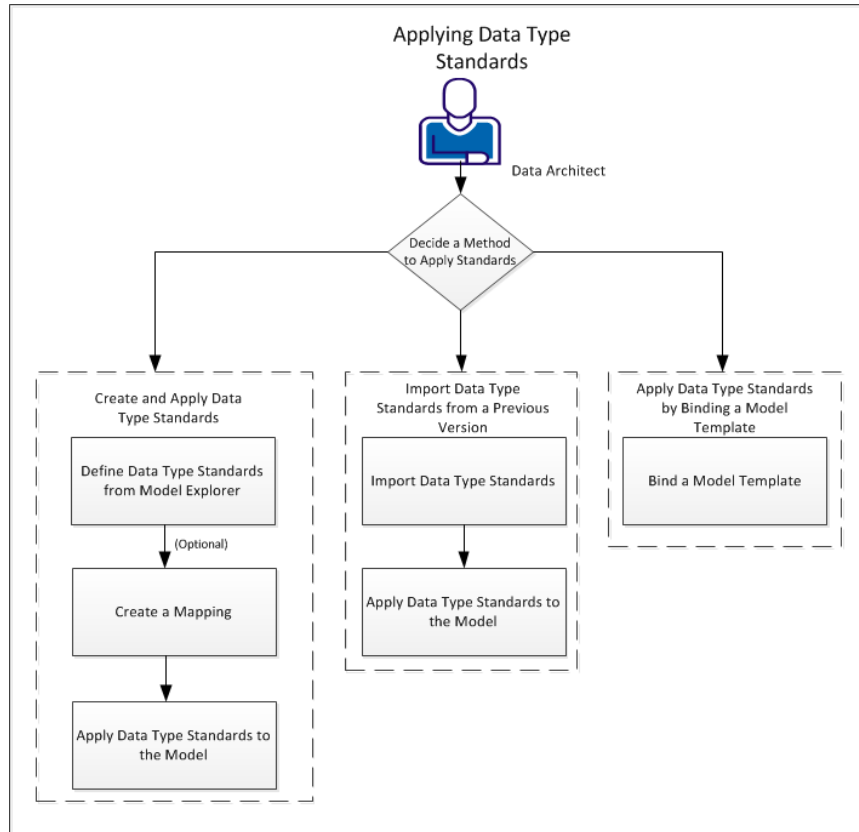 Applying Data Type
Standards
Data Architect
Decide a Method
to Apply Standards
Create and Apply Data
Type Standards
Define Data Type Standards
from Model Explorer
(Optional)
Create a Mapping
Apply Data Type Standards to
the Model
Import Data Type
Standards from a Previous
Version
Import Data Type Standards
Apply Data Type Standards to
the Model
Apply Data Type Standards
by Binding a Model
Template
Bind a Model Template